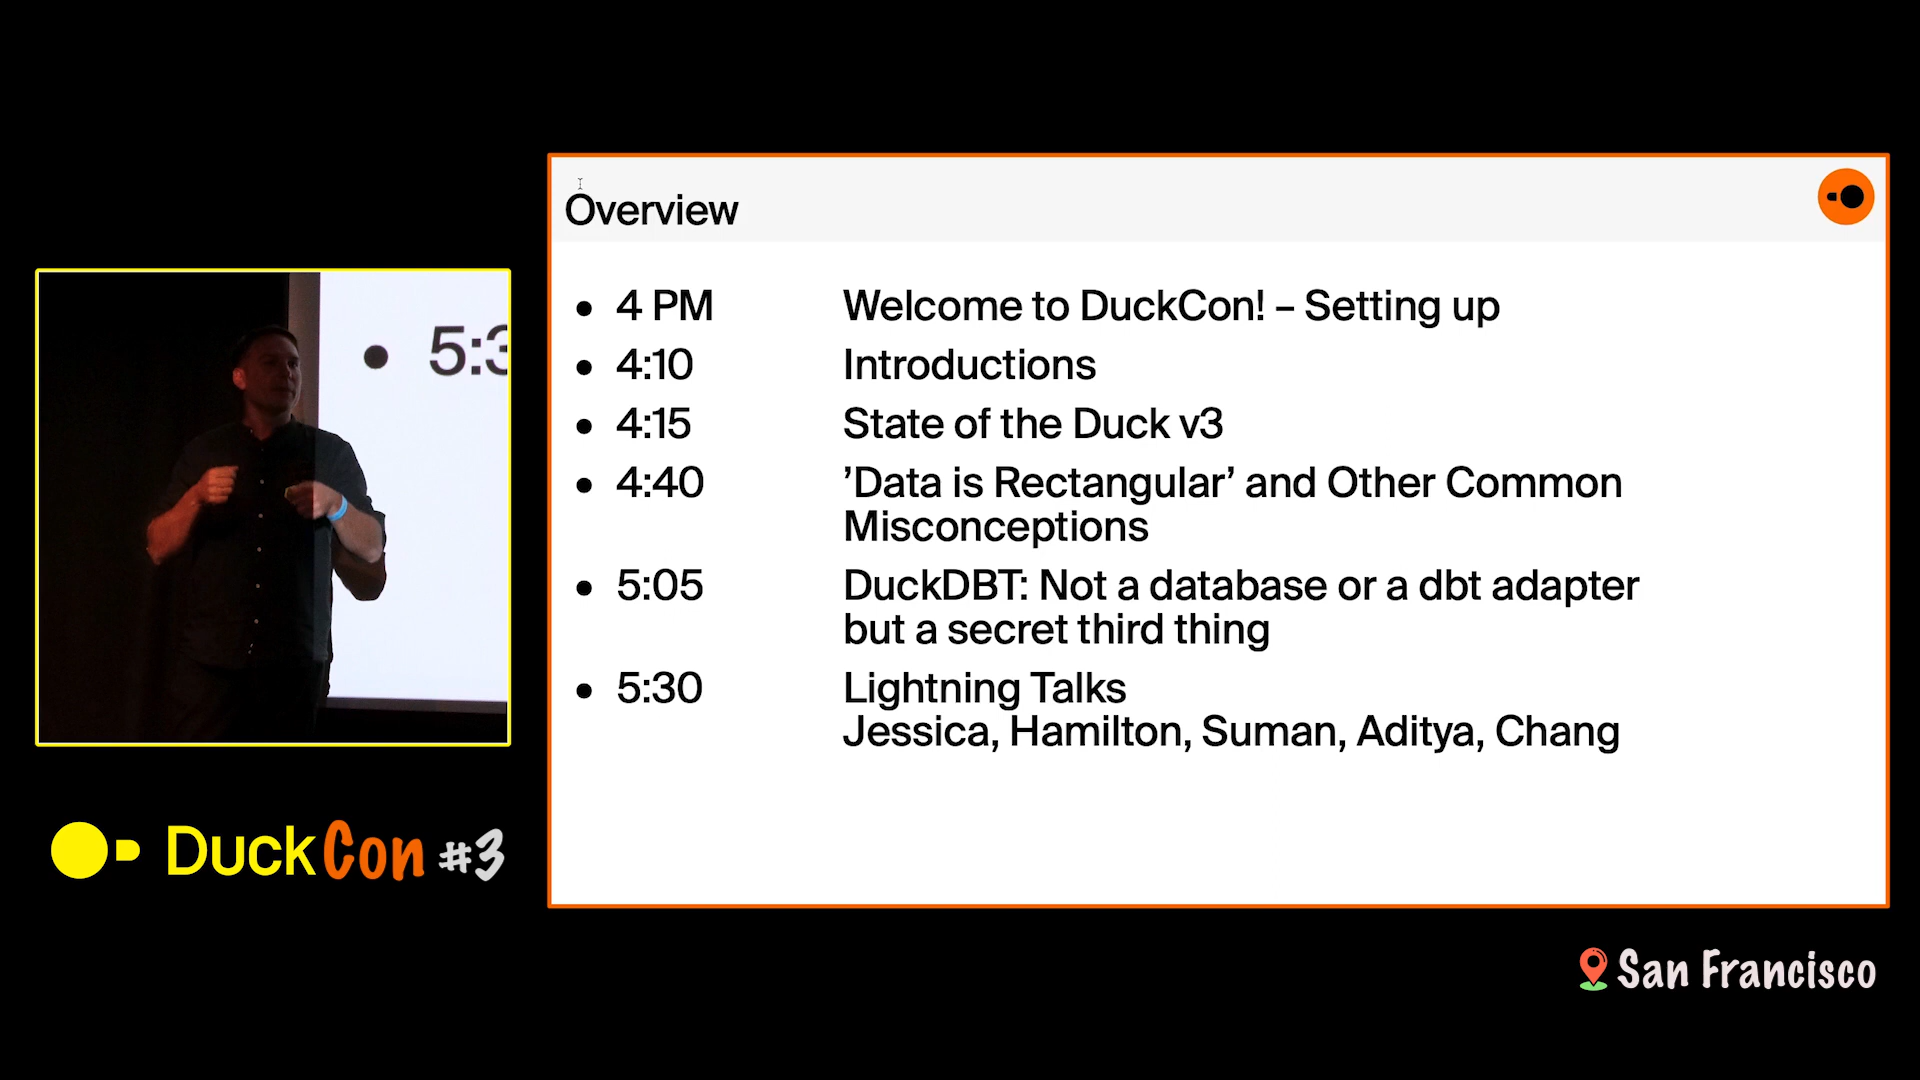 Overview
• 4 PM Welcome to DuckCon! – Setting up
• 4:10 Introductions
• 4:15 State of the Duck v3
• 4:40 ’Data is Rectangular’ and Other Common
Misconceptions
• 5:05 DuckDBT: Not a database or a dbt adapter
but a secret third thing
• 5:30 Lightning Talks
Jessica, Hamilton, Suman, Aditya, Chang
• 5:3
DuckCon #3
San Francisco